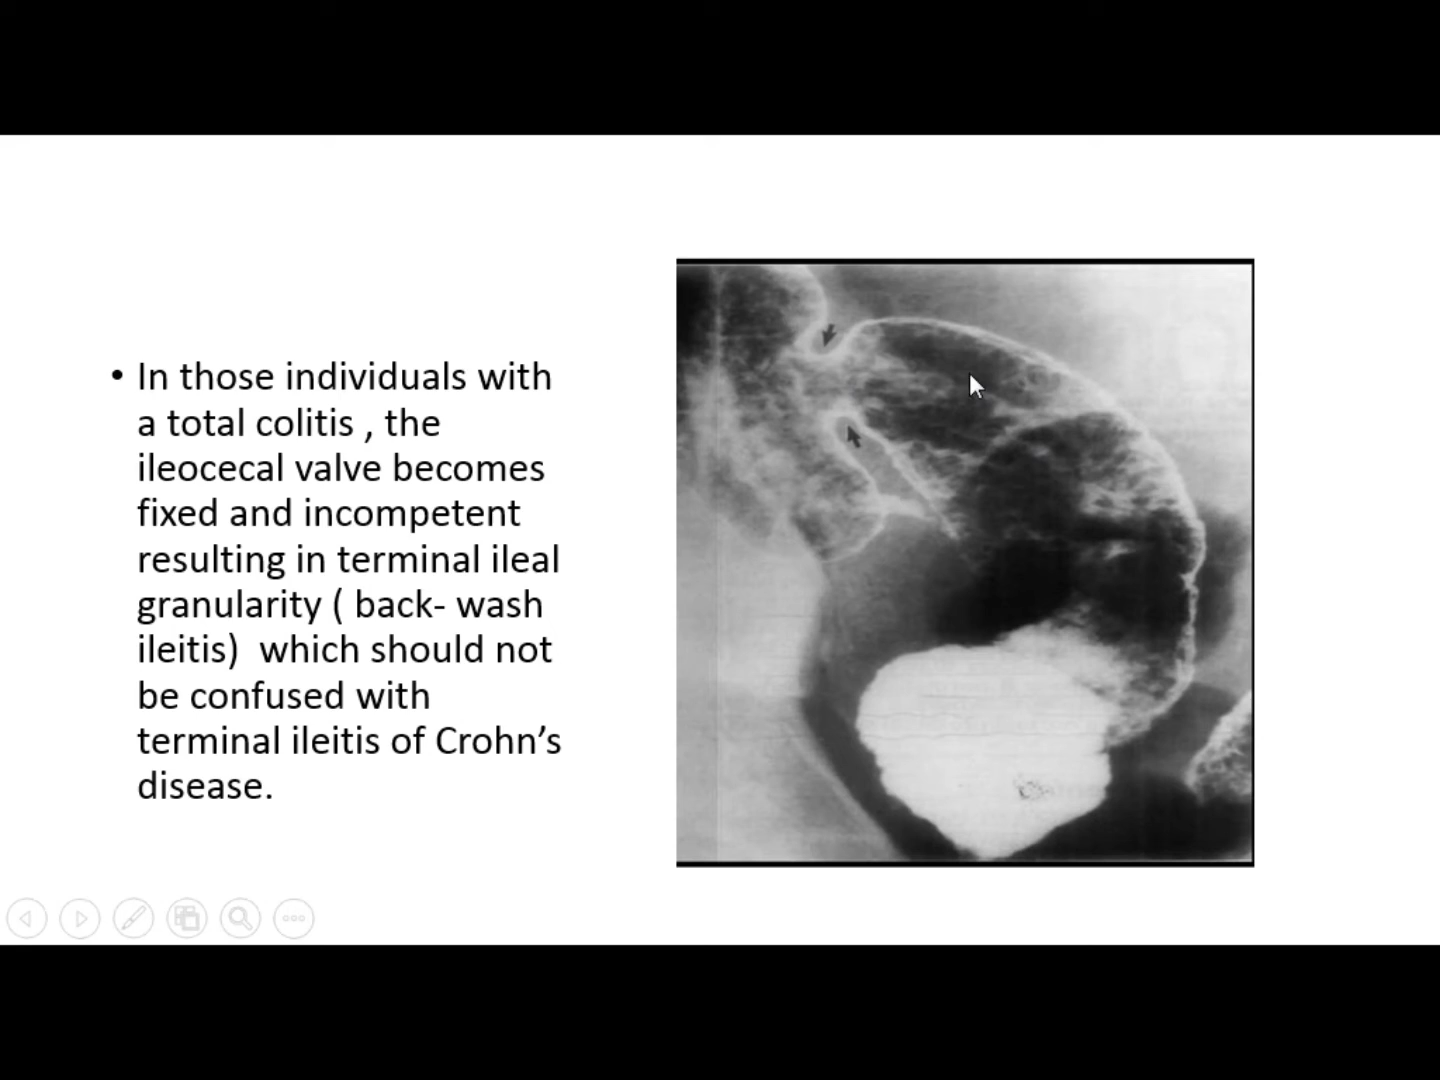 • In those individuals with
a total colitis , the
ileocecal valve becomes
fixed and incompetent
resulting in terminal ileal
granularity ( back- wash
ileitis)  which should not
be confused with
terminal ileitis of Crohn’s
disease.